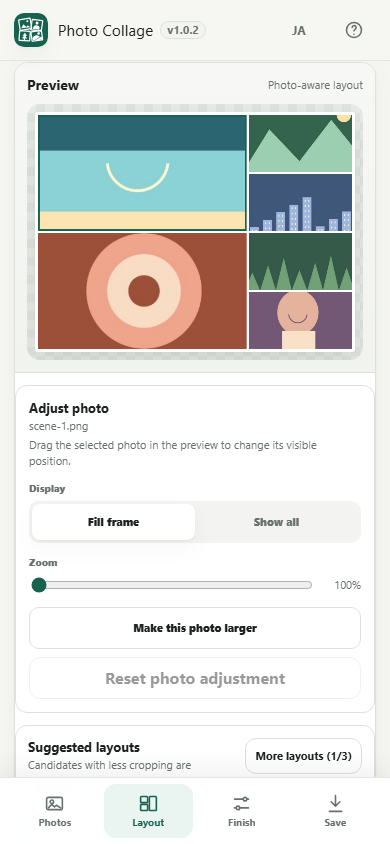 Photo Collage v1.0.2 JA
Preview Photo-aware layout
Adjust photo
scene-1.png
Drag the selected photo in the preview to change its visible
position.
Display
Fill frame Show all
Zoom
100%
Make this photo larger
Reset photo adjustment
Suggested layouts
Candidates with less cropping are
More layouts (1/3)
Photos Layout Finish Save